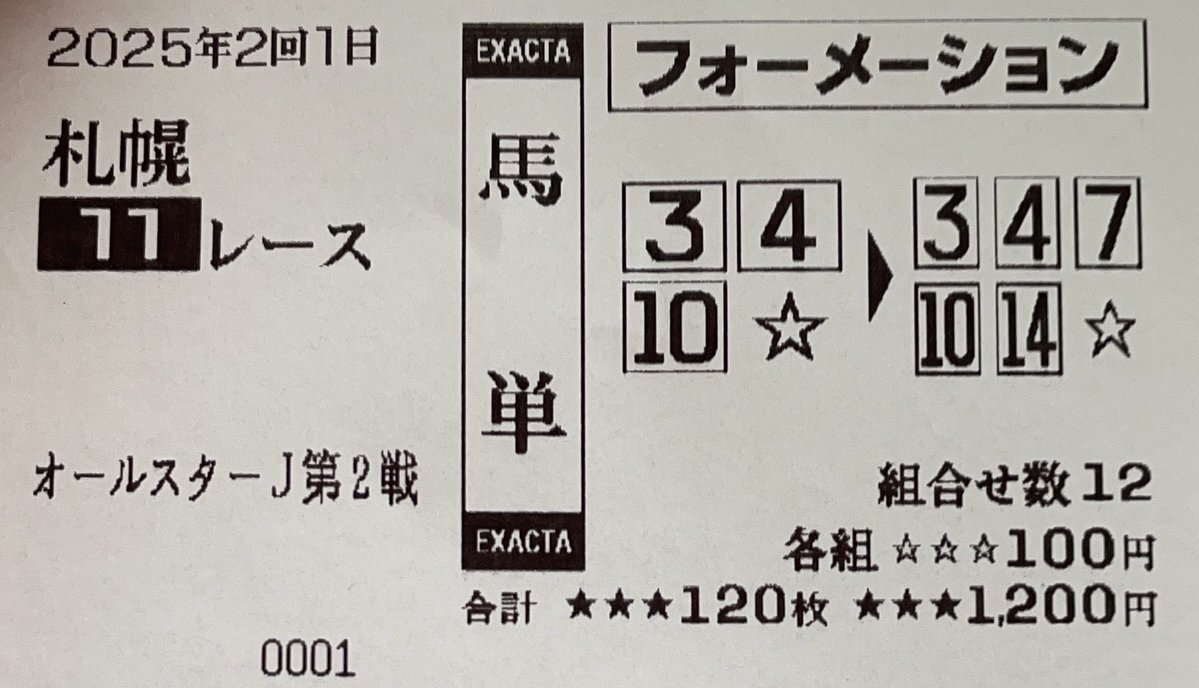 2025年2回1日
札幌
11レース
オールスターJ第2戦
0001
EXACTA
馬単
EXACTA
フォーメーション
3 4 ▶ 3 4 7
10 ☆ 10 14 ☆
組合せ数12
各組 ☆☆☆100円
合計 ★★★120枚 ★★★1,200円